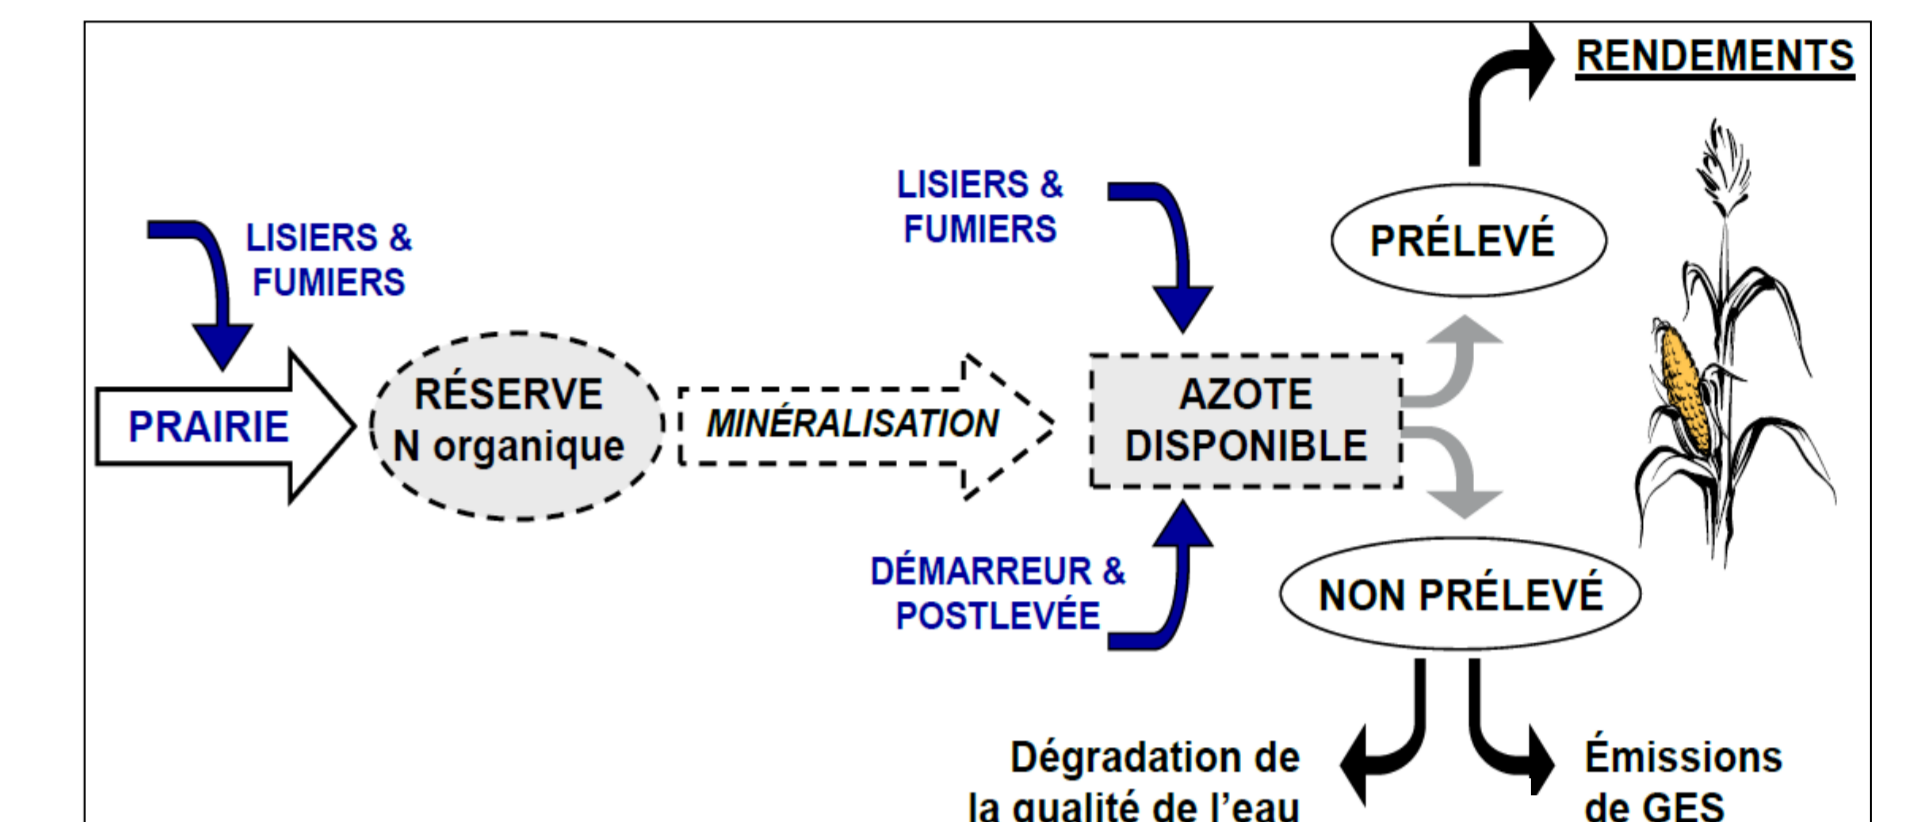 RENDEMENTS
LISIERS &
FUMIERS
PRÉLEVÉ
LISIERS &
FUMIERS
PRAIRIE
RÉSERVE
N organique
MINÉRALISATION
AZOTE
DISPONIBLE
DÉMARREUR &
POSTLEVÉE
NON PRÉLEVÉ
Dégradation de
la qualité de l'eau
Émissions
de GES